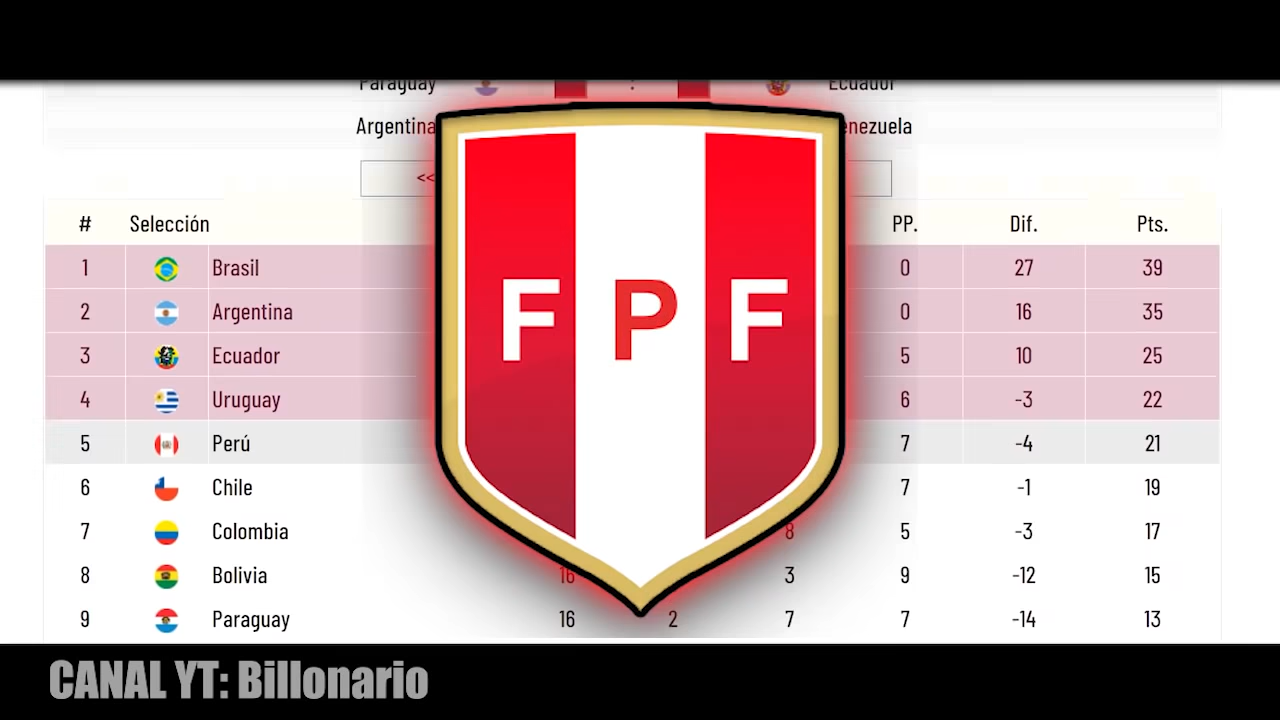 Paraguay : Ecuador
Argentina enezuela
<<
# Selección PP. Dif. Pts.
1 Brasil 0 27 39
2 Argentina 0 16 35
3 Ecuador 5 10 25
4 Uruguay 6 -3 22
5 Perú 7 -4 21
6 Chile 7 -1 19
7 Colombia 8 5 -3 17
8 Bolivia 16 3 9 -12 15
9 Paraguay 16 2 7 7 -14 13
F P F
CANAL YT: Billonario